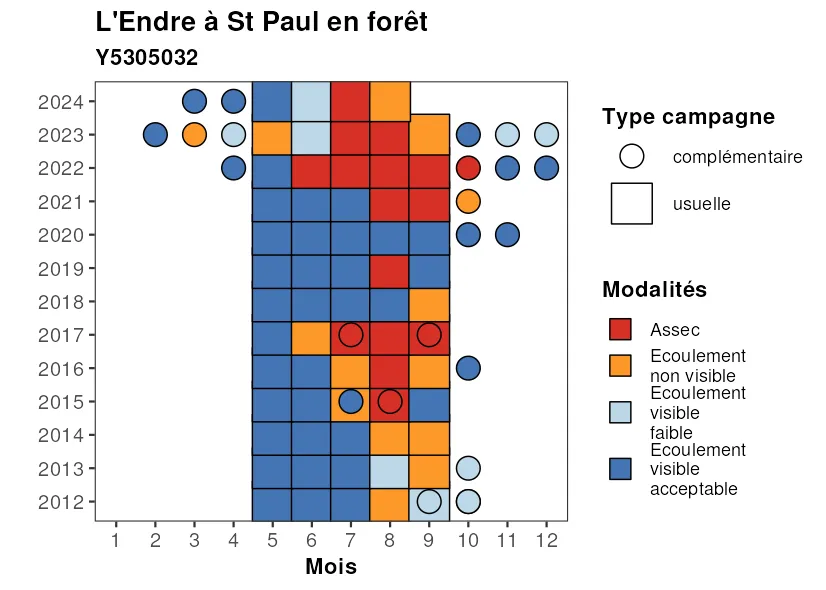 L'Endre à St Paul en forêt
Y5305032
2024
2023
2022
2021
2020
2019
2018
2017
2016
2015
2014
2013
2012
1 2 3 4 5 6 7 8 9 10 11 12
Mois
Type campagne
complémentaire
usuelle
Modalités
Assec
Ecoulement
non visible
Ecoulement
visible
faible
Ecoulement
visible
acceptable